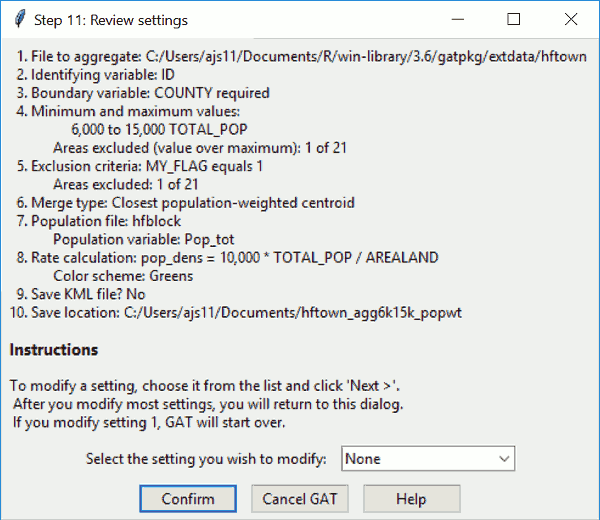 Step 11: Review settings
1. File to aggregate: C:/Users/ajs11/Documents/R/win-library/3.6/gatpkg/extdata/hftown
2. Identifying variable: ID
3. Boundary variable: COUNTY required
4. Minimum and maximum values:
6,000 to 15,000 TOTAL_POP
Areas excluded (value over maximum): 1 of 21
5. Exclusion criteria: MY_FLAG equals 1
Areas excluded: 1 of 21
6. Merge type: Closest population-weighted centroid
7. Population file: hfblock
Population variable: Pop_tot
8. Rate calculation: pop_dens = 10,000 * TOTAL_POP / AREALAND
Color scheme: Greens
9. Save KML file? No
10. Save location: C:/Users/ajs11/Documents/hftown_agg6k15k_popwt
Instructions
To modify a setting, choose it from the list and click 'Next >'.
After you modify most settings, you will return to this dialog.
If you modify setting 1, GAT will start over.
Select the setting you wish to modify: None
Confirm Cancel GAT Help